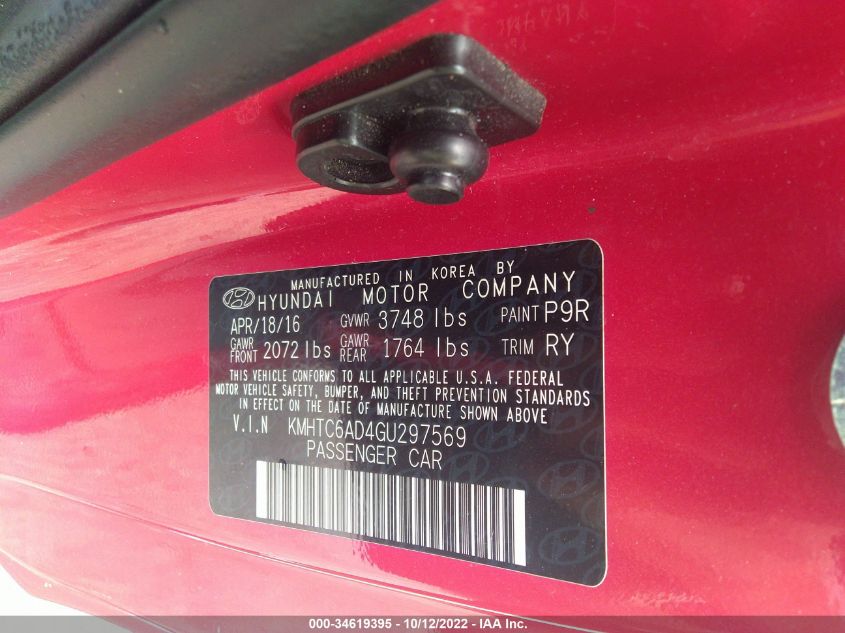 MANUFACTURED IN KOREA BY
HYUNDAI MOTOR COMPANY
APR/18/16 GVWR 3748 lbs PAINT P9R
GAWR FRONT 2072 lbs GAWR REAR 1764 lbs TRIM RY
THIS VEHICLE CONFORMS TO ALL APPLICABLE U.S.A. FEDERAL
MOTOR VEHICLE SAFETY, BUMPER, AND THEFT PREVENTION STANDARDS
IN EFFECT ON THE DATE OF MANUFACTURE SHOWN ABOVE
V.I.N KMHTC6AD4GU297569
PASSENGER CAR
000-34619395 - 10/12/2022 - IAA Inc.